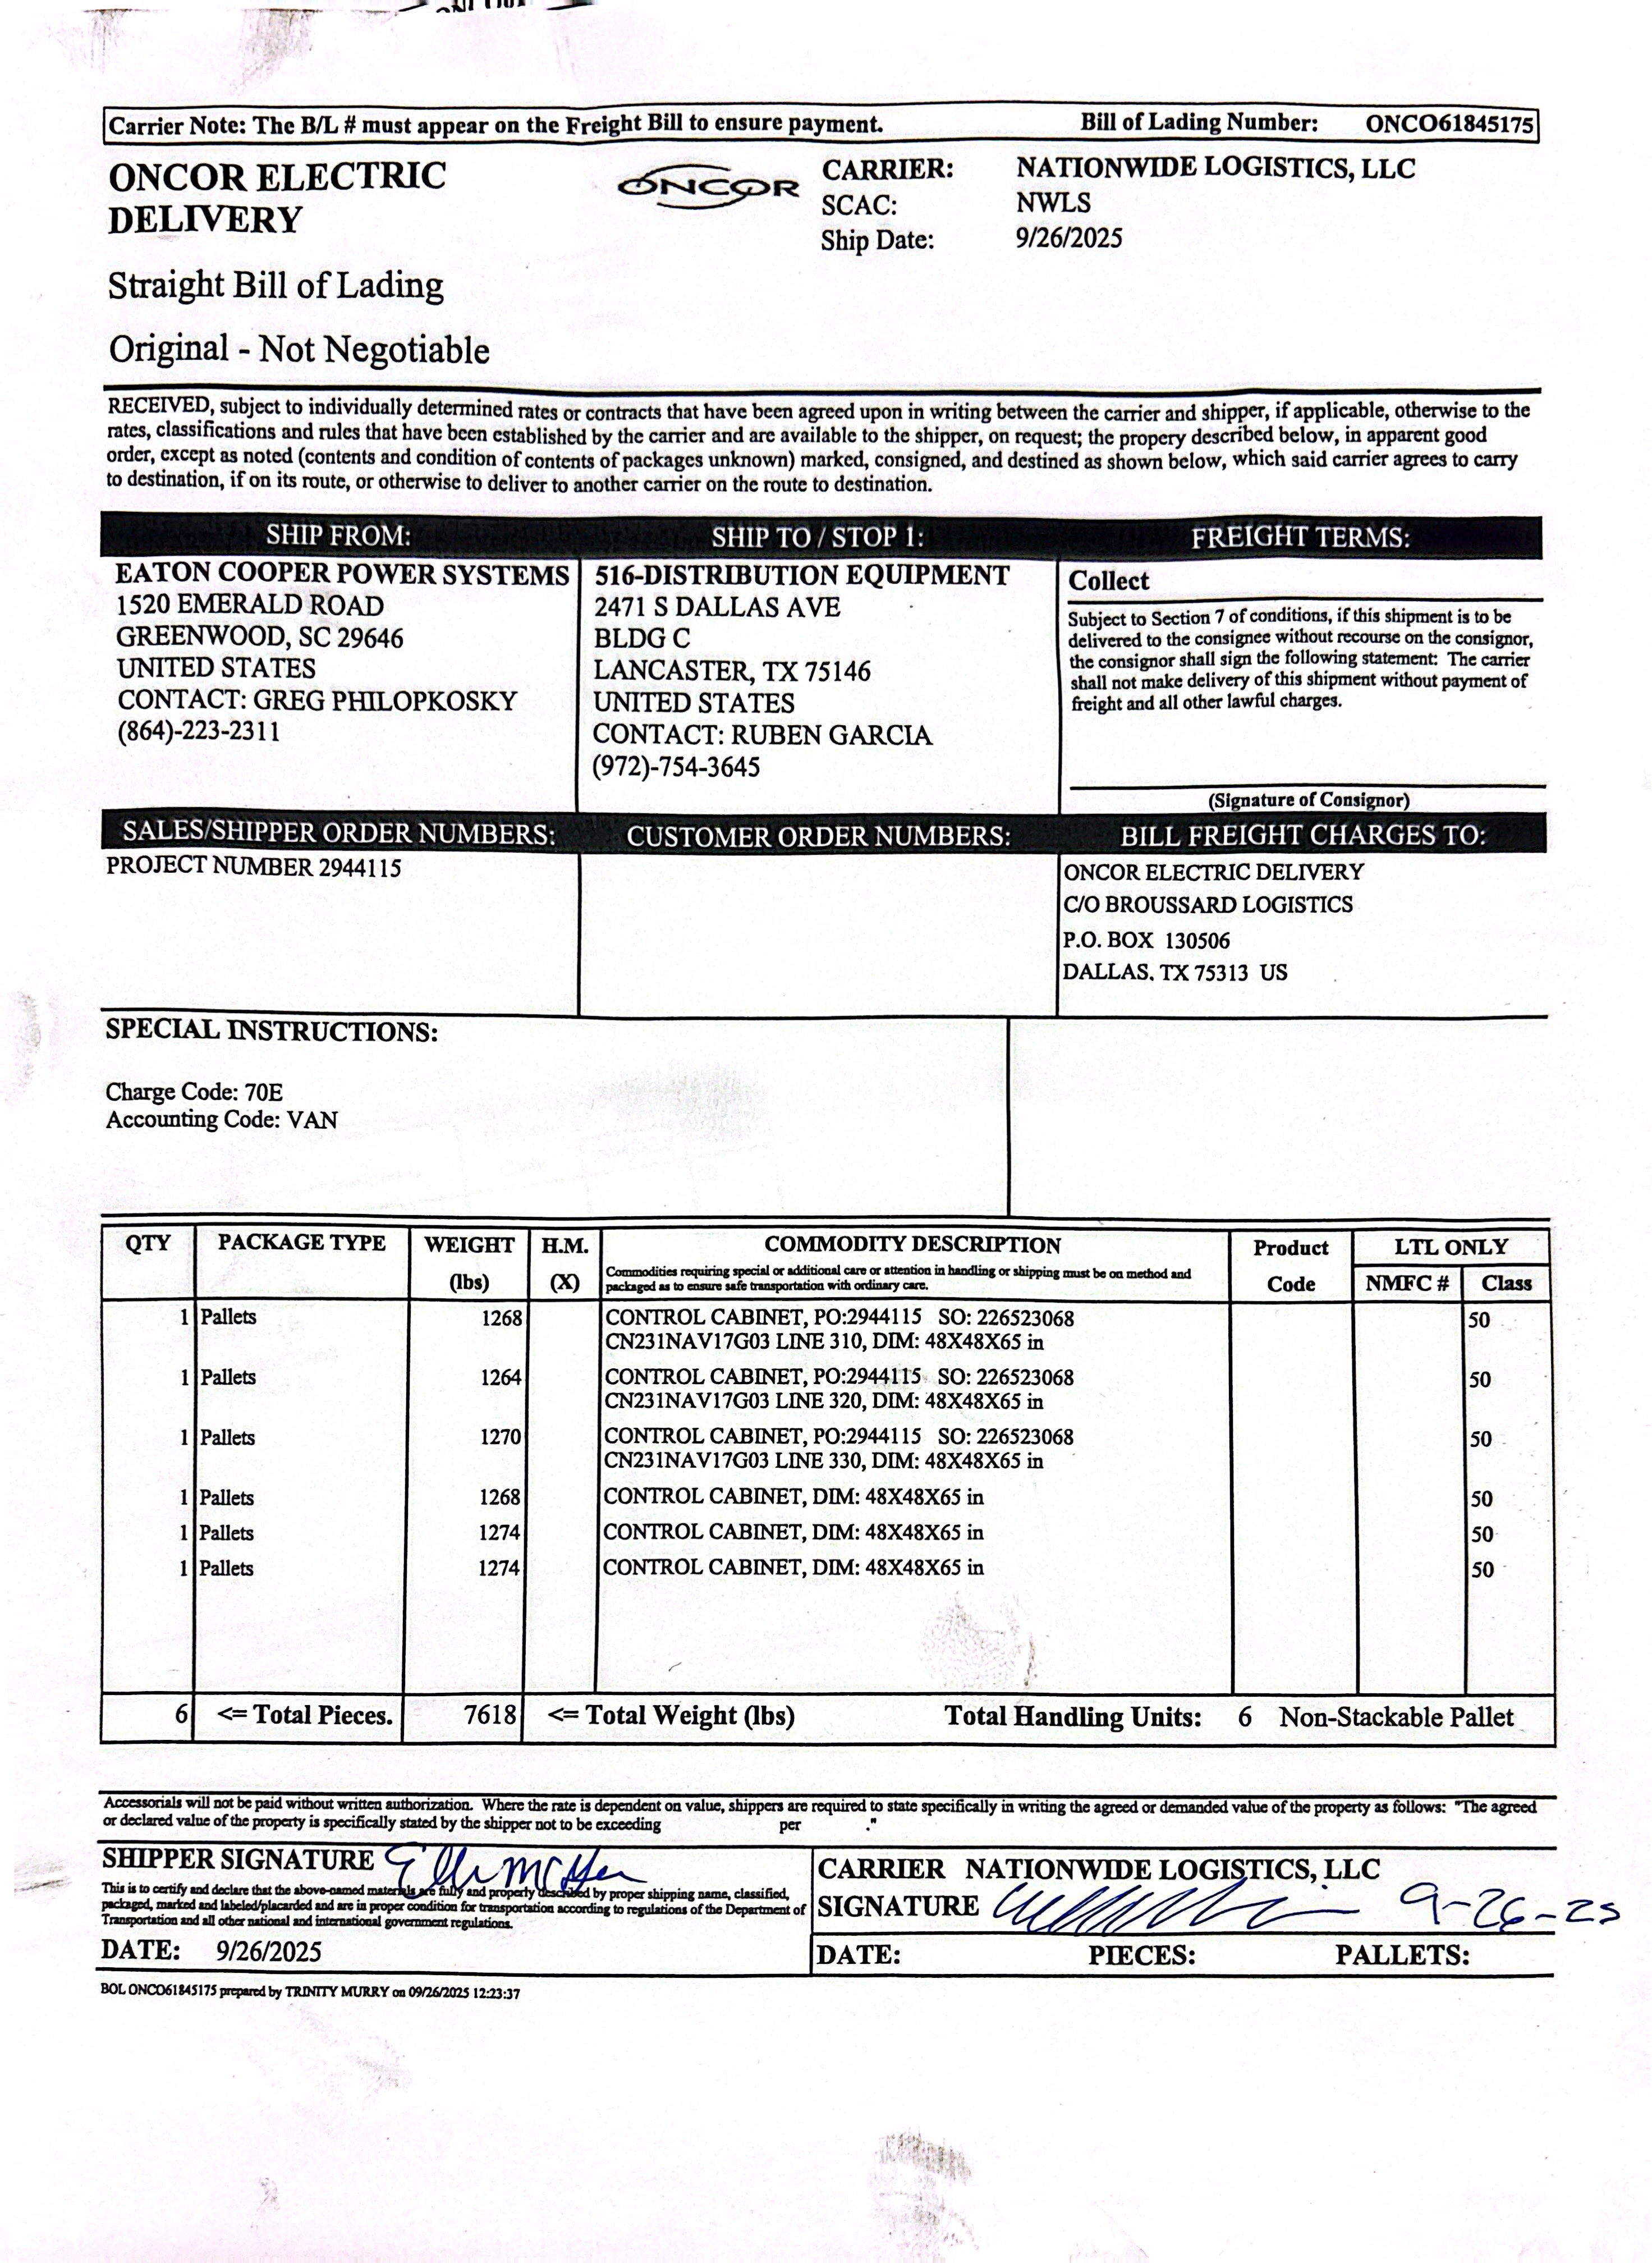 Carrier Note: The B/L # must appear on the Freight Bill to ensure payment. Bill of Lading Number: ONCO61845175
ONCOR ELECTRIC
DELIVERY
ONCOR
CARRIER: NATIONWIDE LOGISTICS, LLC
SCAC: NWLS
Ship Date: 9/26/2025
Straight Bill of Lading
Original - Not Negotiable
RECEIVED, subject to individually determined rates or contracts that have been agreed upon in writing between the carrier and shipper, if applicable, otherwise to the
rates, classifications and rules that have been established by the carrier and are available to the shipper, on request; the propery described below, in apparent good
order, except as noted (contents and condition of contents of packages unknown) marked, consigned, and destined as shown below, which said carrier agrees to carry
to destination, if on its route, or otherwise to deliver to another carrier on the route to destination.
SHIP FROM:
EATON COOPER POWER SYSTEMS
1520 EMERALD ROAD
GREENWOOD, SC 29646
UNITED STATES
CONTACT: GREG PHILOPKOSKY
(864)-223-2311
SHIP TO / STOP 1:
516-DISTRIBUTION EQUIPMENT
2471 S DALLAS AVE
BLDG C
LANCASTER, TX 75146
UNITED STATES
CONTACT: RUBEN GARCIA
(972)-754-3645
FREIGHT TERMS:
Collect
Subject to Section 7 of conditions, if this shipment is to be
delivered to the consignee without recourse on the consignor,
the consignor shall sign the following statement: The carrier
shall not make delivery of this shipment without payment of
freight and all other lawful charges.
(Signature of Consignor)
SALES/SHIPPER ORDER NUMBERS:
PROJECT NUMBER 2944115
CUSTOMER ORDER NUMBERS:
BILL FREIGHT CHARGES TO:
ONCOR ELECTRIC DELIVERY
C/O BROUSSARD LOGISTICS
P.O. BOX 130506
DALLAS, TX 75313 US
SPECIAL INSTRUCTIONS:
Charge Code: 70E
Accounting Code: VAN
QTY PACKAGE TYPE WEIGHT (lbs) H.M. (X) COMMODITY DESCRIPTION Product Code LTL ONLY
Commodities requiring special or additional care or attention in handling or shipping must be on method and
packaged as to ensure safe transportation with ordinary care.
NMFC # Class
1 Pallets 1268 CONTROL CABINET, PO:2944115 SO: 226523068 50
CN231NAV17G03 LINE 310, DIM: 48X48X65 in
1 Pallets 1264 CONTROL CABINET, PO:2944115 SO: 226523068 50
CN231NAV17G03 LINE 320, DIM: 48X48X65 in
1 Pallets 1270 CONTROL CABINET, PO:2944115 SO: 226523068 50
CN231NAV17G03 LINE 330, DIM: 48X48X65 in
1 Pallets 1268 CONTROL CABINET, DIM: 48X48X65 in 50
1 Pallets 1274 CONTROL CABINET, DIM: 48X48X65 in 50
1 Pallets 1274 CONTROL CABINET, DIM: 48X48X65 in 50
6 <= Total Pieces. 7618 <= Total Weight (lbs) Total Handling Units: 6 Non-Stackable Pallet
Accessorials will not be paid without written authorization. Where the rate is dependent on value, shippers are required to state specifically in writing the agreed or demanded value of the property as follows: "The agreed
or declared value of the property is specifically stated by the shipper not to be exceeding per ."
SHIPPER SIGNATURE
This is to certify and declare that the above-named materials are fully and property described by proper shipping name, classified,
packaged, marked and labeled/placarded and are in proper condition for transportation according to regulations of the Department of
Transportation and all other national and international government regulations.
DATE: 9/26/2025
CARRIER NATIONWIDE LOGISTICS, LLC
SIGNATURE 9-26-25
DATE: PIECES: PALLETS:
BOL ONCO61845175 prepared by TRINITY MURRY on 09/26/2025 12:23:37